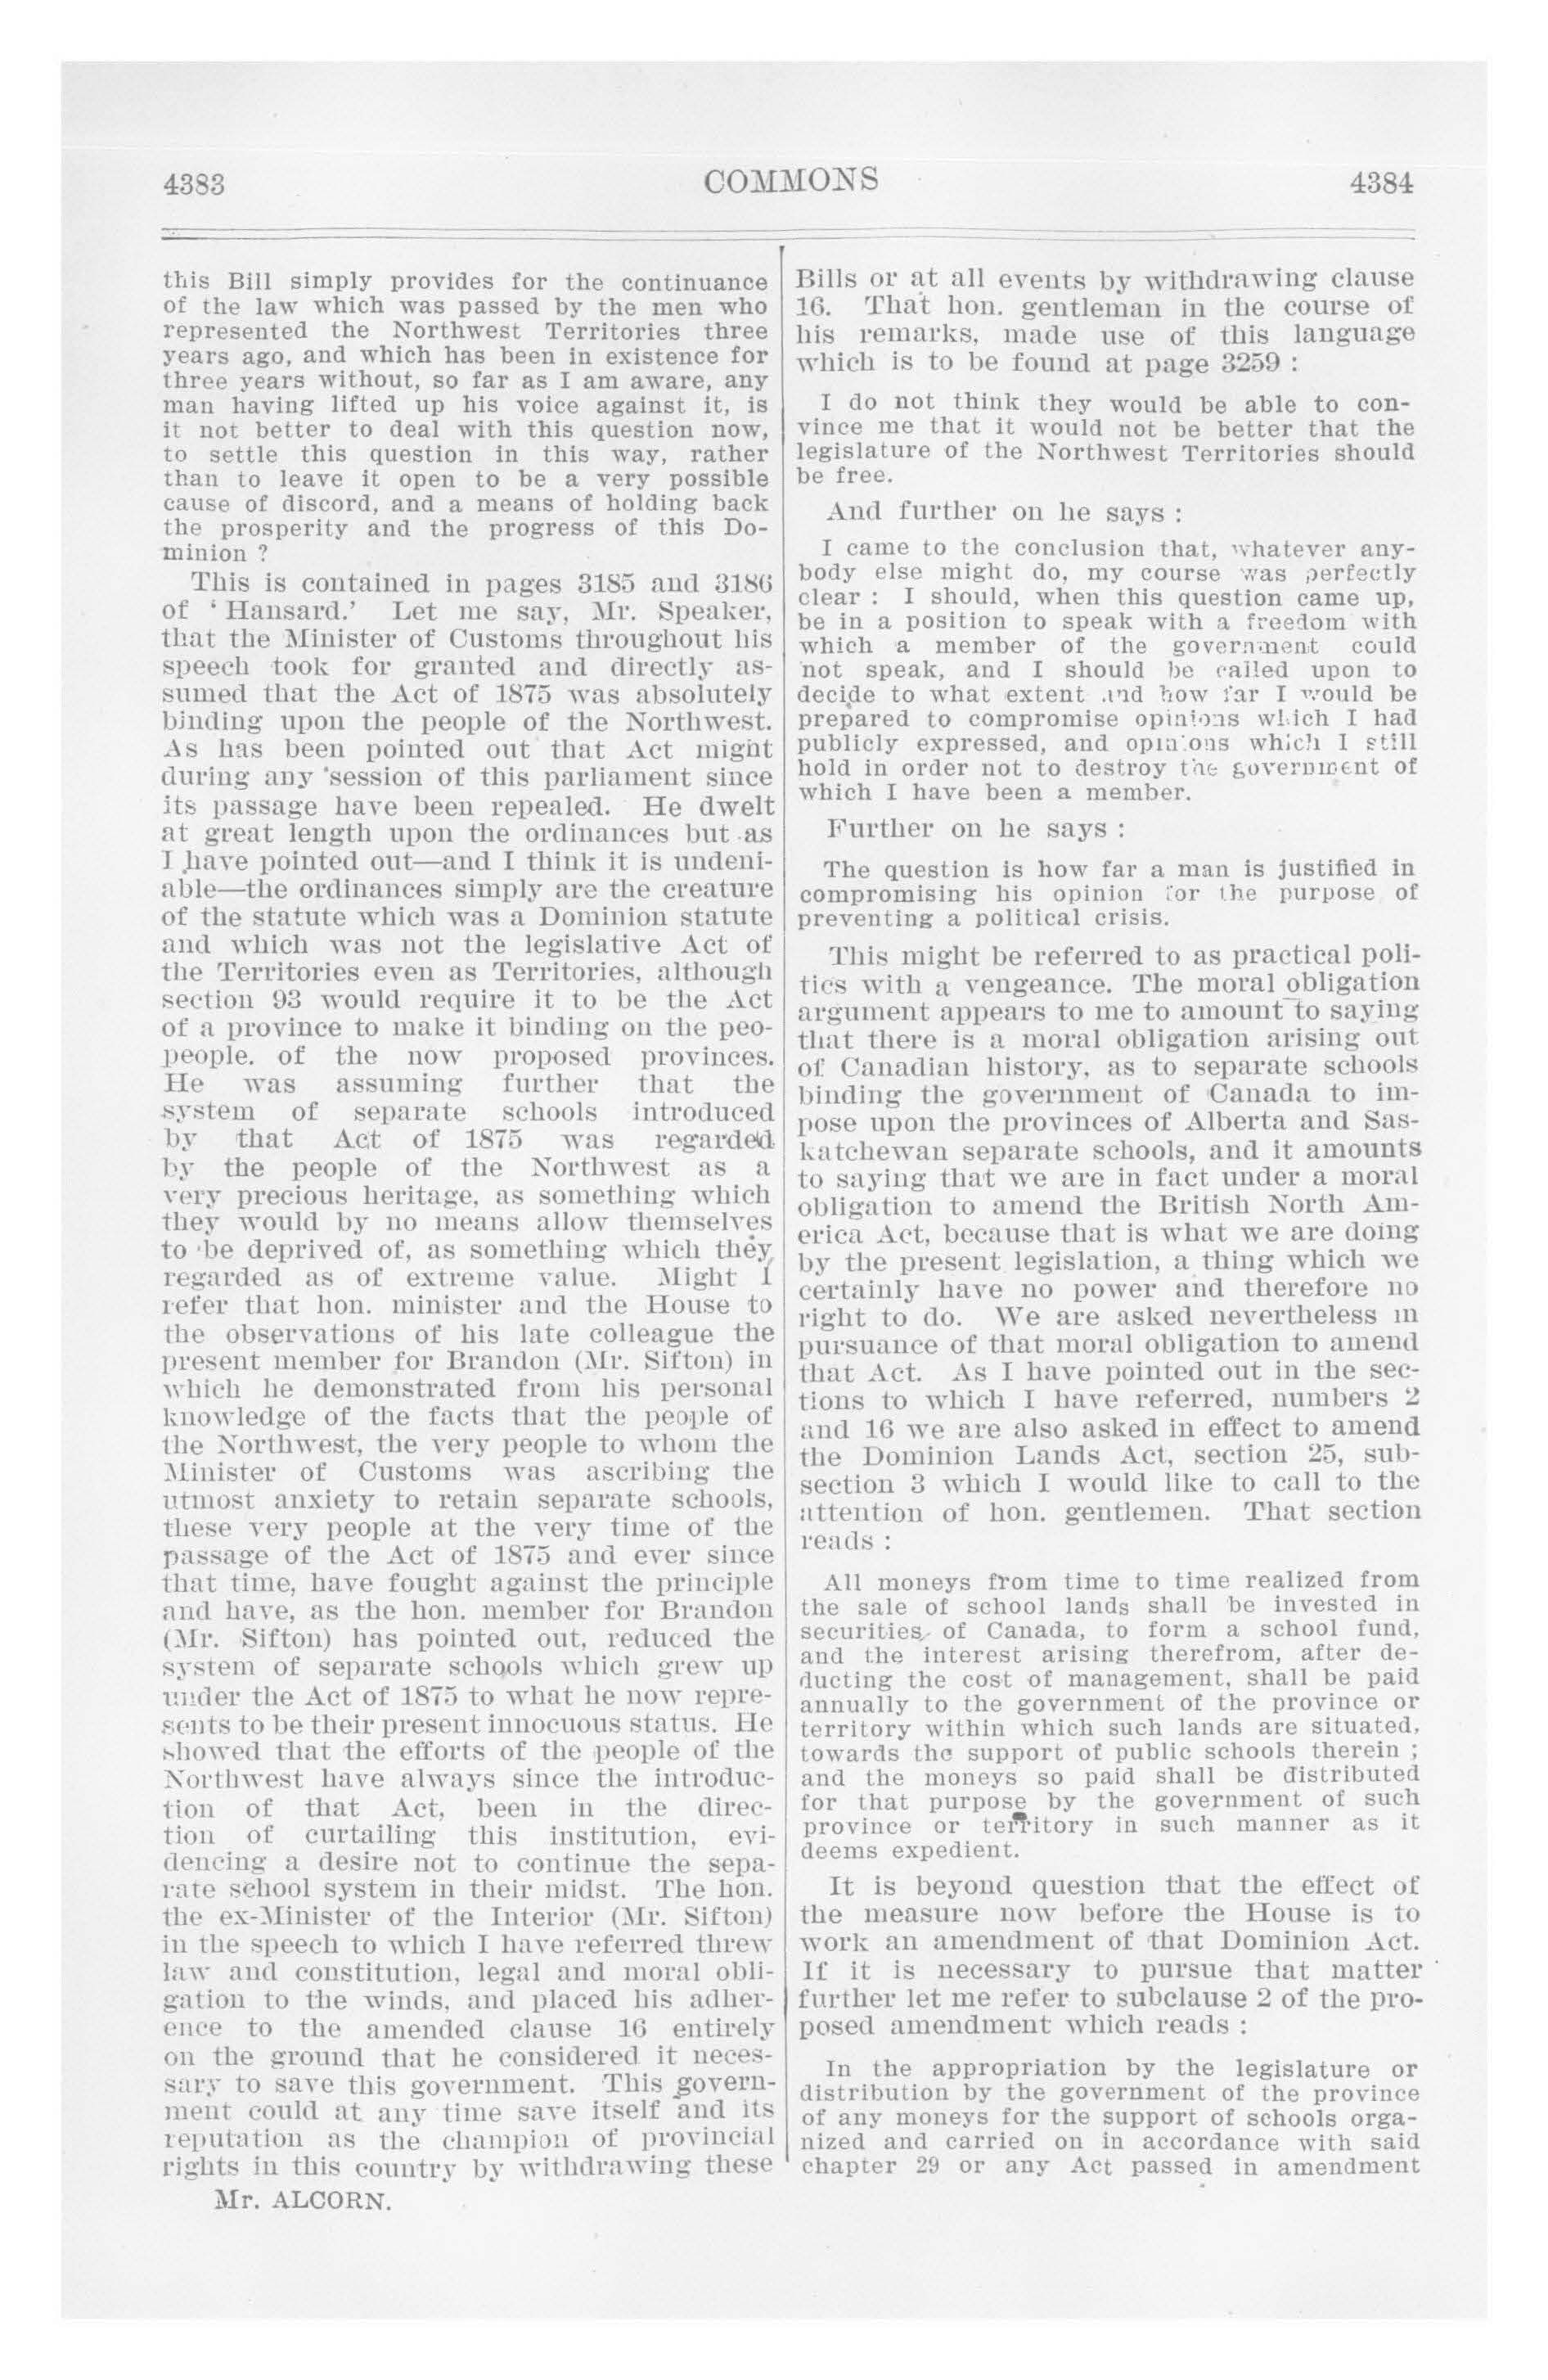 4383
COMMONS
4384
this Bill simply provides for the continuance
of the law which was passed by the men who
represented the Northwest Territories three
years ago, and which has been in existence for
three years without, so far as I am aware, any
man having lifted up his voice against it, is
it not better to deal with this question now,
to settle this question in this way, rather
than to leave it open to be a very possible
cause of discord, and a means of holding back
the prosperity and the progress of this Do-
minion ?
This is contained in pages 3185 and 3186
of ‘ Hansard.’ Let me say, Mr. Speaker,
that the Minister of Customs throughout his
speech took for granted and directly as-
sumed that the Act of 1875 was absolutely
binding upon the people of the Northwest.
As has been pointed out that Act might
during any session of this parliament since
its passage have been repealed. He dwelt
at great length upon the ordinances but as
I have pointed out—and I think it is undeni-
able—the ordinances simply are the creature
of the statute which was a Dominion statute
and which was not the legislative Act of
the Territories even as Territories, although
section 93 would require it to be the Act
of a province to make it binding on the peo-
people. of the now proposed provinces.
He was assuming further that the
system of separate schools introduced
by that Act of 1875 was regarded
by the people of the Northwest as a
very precious heritage, as something which
they would by no means allow themselves
to be deprived of, as something which they
regarded as of extreme value. Might I
refer that hon. minister and the House to
the observations of his late colleague the
present member for Brandon (Mr. Sifton) in
which he demonstrated from his personal
knowledge of the facts that the people of
the Northwest, the very people to whom the
Minister of Customs was ascribing the
utmost anxiety to retain separate schools,
these very people at the very time of the
passage of the Act of 1875 and ever since
that time, have fought against the principle
and have, as the hon. member for Brandon
(Mr. Sifton) has pointed out, reduced the
system of separate schools which grew up
under the Act of 1875 to what he now repre-
sents to be their present innocuous status. He
showed that the efforts of the people of the
Northwest have always since the introduc-
tion of that Act, been in the direc-
tion of curtailing this institution, evi-
dencing a desire not to continue the sepa-
rate school system in their midst. The hon.
the ex-Minister of the Interior (Mr. Sifton)
in the speech to which I have referred threw
law and constitution, legal and moral obli-
gation to the winds, and placed his adher-
ence to the amended clause 16 entirely
on the ground that he considered it neces-
sary to save this government. This govern-
ment could at any time save itself and its
reputation as the champion of provincial
rights in this country by withdrawing these
Mr. ALCORN.
Bills or at all events by withdrawing clause
16. That hon. gentleman in the course of
his remarks, made use of this language
which is to be found at page 3259 :
I do not think they would be able to con-
vince me that it would not be better that the
legislature of the Northwest Territories should
be free.
And further on he says :
I came to the conclusion that, whatever any-
body else might do, my course was perfectly
clear : I should, when this question came up,
be in a position to speak with a freedom with
which a member of the government could
not speak, and I should be called upon to
decide to what extent and how far I would be
prepared to compromise opinions which I had
publicly expressed, and opinions which I still
hold in order not to destroy the government of
which I have been a member.
Further on he says :
The question is how far a man is justified in
compromising his opinion for the purpose of
preventing a political crisis.
This might be referred to as practical poli-
tics with a vengeance. The moral obligation
argument appears to me to amount to saying
that there is a moral obligation arising out
of Canadian history, as to separate schools
binding the government of Canada to im-
pose upon the provinces of Alberta and Sas-
katchewan separate schools, and it amounts
to saying that we are in fact under a moral
obligation to amend the British North Am-
erica Act, because that is what we are doing
by the present legislation, a thing which we
certainly have no power and therefore no
right to do. We are asked nevertheless in
pursuance of that moral obligation to amend
that Act. As I have pointed out in the sec-
tions to which I have referred, numbers 2
and 16 we are also asked in effect to amend
the Dominion Lands Act, section 25, sub-
section 3 which I would like to call to the
attention of hon. gentlemen. That section
reads :
All moneys from time to time realized from
the sale of school lands shall be invested in
securities of Canada, to form a school fund,
and the interest arising therefrom, after de-
ducting the cost of management, shall be paid
annually to the government of the province or
territory within which such lands are situated,
towards the support of public schools therein ;
and the moneys so paid shall be distributed
for that purpose by the government of such
province or territory in such manner as it
deems expedient.
It is beyond question that the effect of
the measure now before the House is to
work an amendment of that Dominion Act.
If it is necessary to pursue that matter
further let me refer to subclause 2 of the pro-
posed amendment which reads :
In the appropriation by the legislature or
distribution by the government of the province
of any moneys for the support of schools orga-
nized and carried on in accordance with said
chapter 29 or any Act passed in amendment